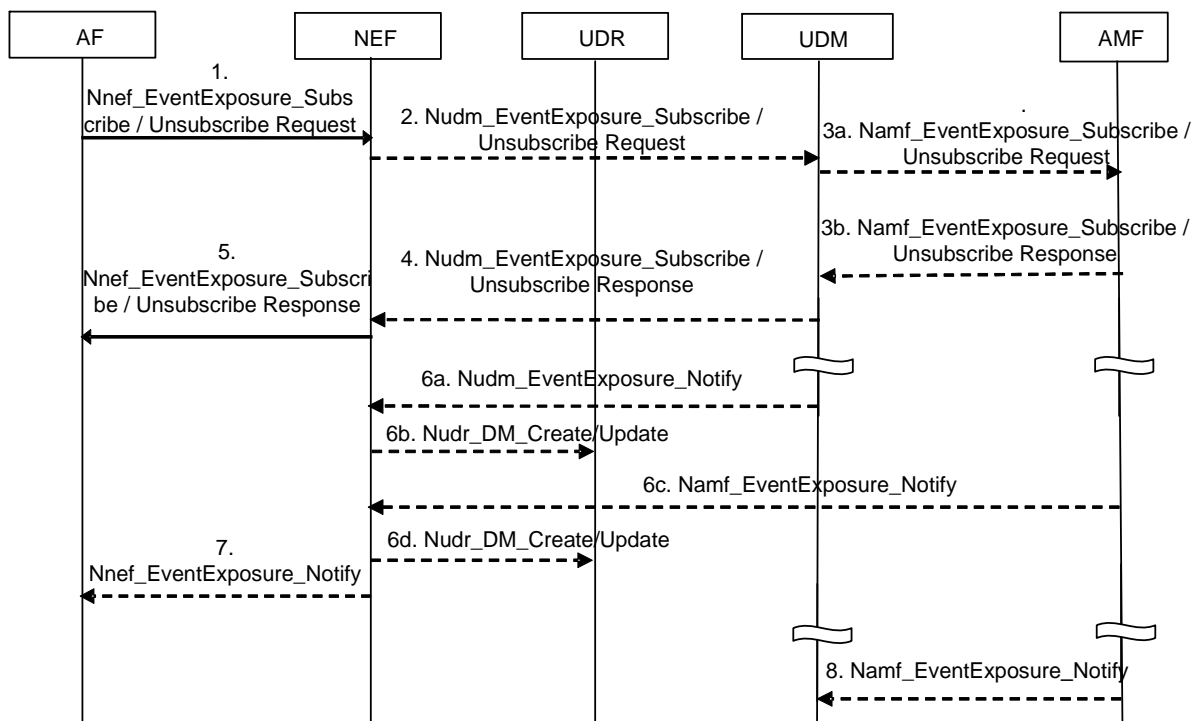 AF
NEF
UDR
UDM
AMF
1.
Nnef_EventExposure_Subs
cribe / Unsubscribe Request
2. Nudm_EventExposure_Subscribe /
Unsubscribe Request
.
3a. Namf_EventExposure_Subscribe /
Unsubscribe Request
3b. Namf_EventExposure_Subscribe /
Unsubscribe Response
4. Nudm_EventExposure_Subscribe /
Unsubscribe Response
5.
Nnef_EventExposure_Subscri
be / Unsubscribe Response
6a. Nudm_EventExposure_Notify
6b. Nudr_DM_Create/Update
6c. Namf_EventExposure_Notify
6d. Nudr_DM_Create/Update
7.
Nnef_EventExposure_Notify
8. Namf_EventExposure_Notify